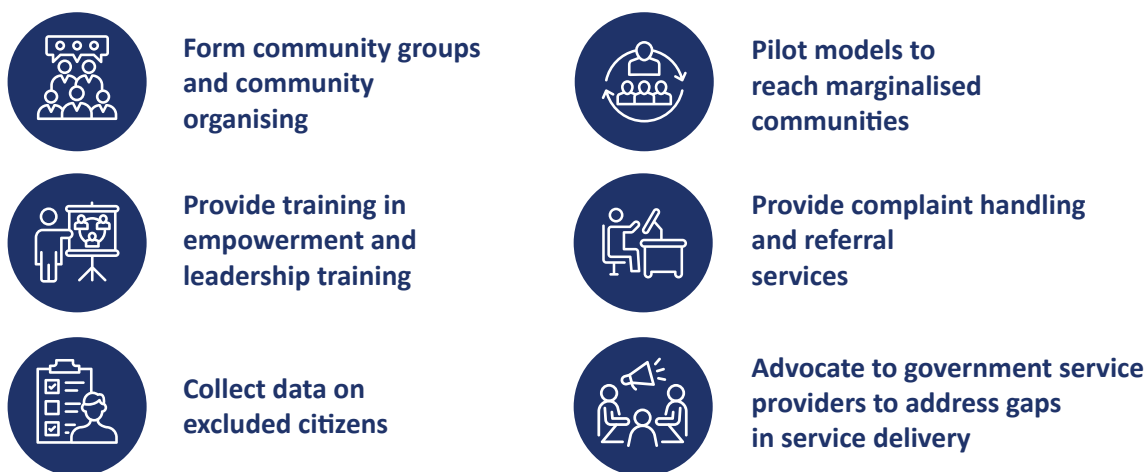 Form community groups
and community
organising
Provide training in
empowerment and
leadership training
Collect data on
excluded citizens
Pilot models to
reach marginalised
communities
Provide complaint handling
and referral
services
Advocate to government service
providers to address gaps
in service delivery